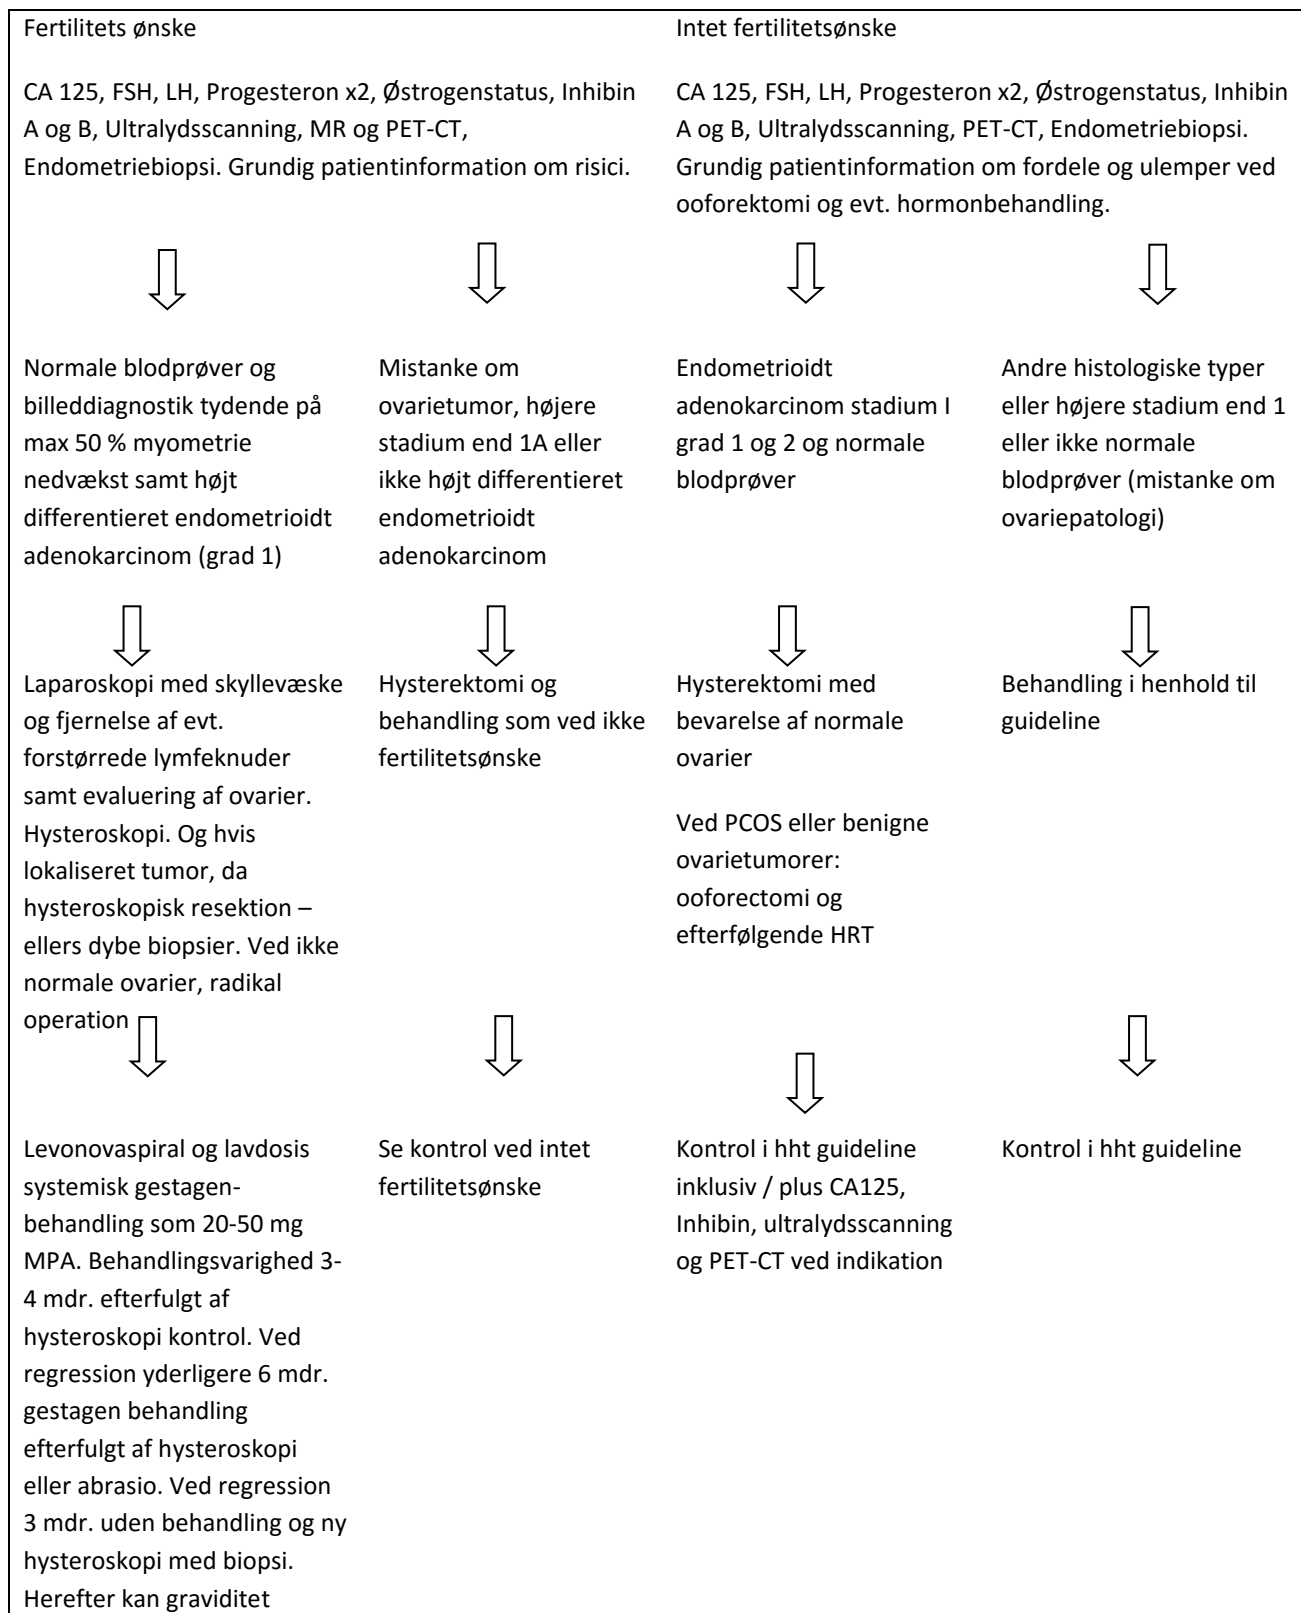 Fertilitets ønske
CA 125, FSH, LH, Progesteron x2, Østrogenstatus, Inhibin
A og B, Ultralydsscanning, MR og PET-CT,
Endometriebiopsi. Grundig patientinformation om risici.
Intet fertilitetsønske
CA 125, FSH, LH, Progesteron x2, Østrogenstatus, Inhibin
A og B, Ultralydsscanning, PET-CT, Endometriebiopsi.
Grundig patientinformation om fordele og ulemper ved
ooforektomi og evt. hormonbehandling.
Normale blodprøver og
billeddiagnostik tydende på
max 50 % myometrie
nedvækst samt højt
differentieret endometrioidt
adenokarcinom (grad 1)
Mistanke om
ovarietumor, højere
stadium end 1A eller
ikke højt differentieret
endometrioidt
adenokarcinom
Endometrioidt
adenokarcinom stadium I
grad 1 og 2 og normale
blodprøver
Andre histologiske typer
eller højere stadium end 1
eller ikke normale
blodprøver (mistanke om
ovariepatologi)
Laparoskopi med skyllevæske
og fjernelse af evt.
forstørrede lymfeknuder
samt evaluering af ovarier.
Hysteroskopi. Og hvis
lokaliseret tumor, da
hysteroskopisk resektion –
ellers dybe biopsier. Ved ikke
normale ovarier, radikal
operation
Hysterektomi og
behandling som ved ikke
fertilitetsønske
Hysterektomi med
bevarelse af normale
ovarier
Ved PCOS eller benigne
ovarietumorer:
ooforectomi og
efterfølgende HRT
Behandling i henhold til
guideline
Levonovaspiral og lavdosis
systemisk gestagen-
behandling som 20-50 mg
MPA. Behandlingsvarighed 3-
4 mdr. efterfulgt af
hysteroskopi kontrol. Ved
regression yderligere 6 mdr.
gestagen behandling
efterfulgt af hysteroskopi
eller abrasio. Ved regression
3 mdr. uden behandling og ny
hysteroskopi med biopsi.
Herefter kan graviditet
Se kontrol ved intet
fertilitetsønske
Kontrol i hht guideline
inklusiv / plus CA125,
Inhibin, ultralydsscanning
og PET-CT ved indikation
Kontrol i hht guideline